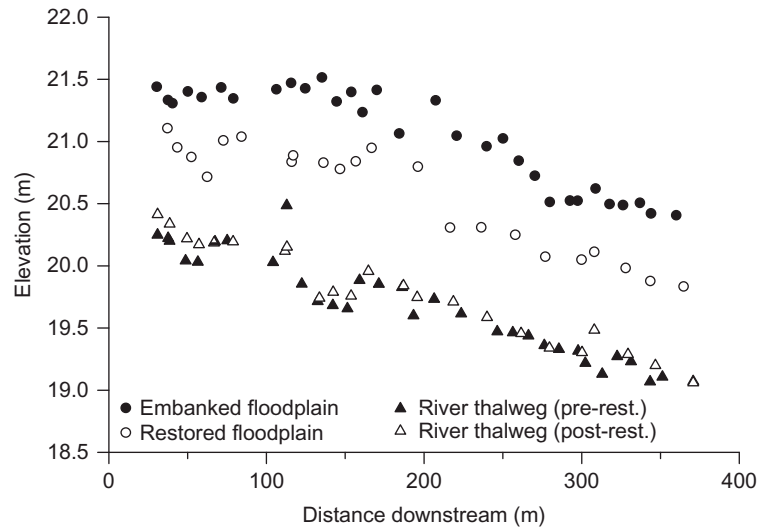 22.0
21.5
21.0
20.5
20.0
19.5
19.0
18.5
Elevation (m)
Embanked floodplain
Restored floodplain
River thalweg (pre-rest.)
River thalweg (post-rest.)
0
100
200
300
400
Distance downstream (m)